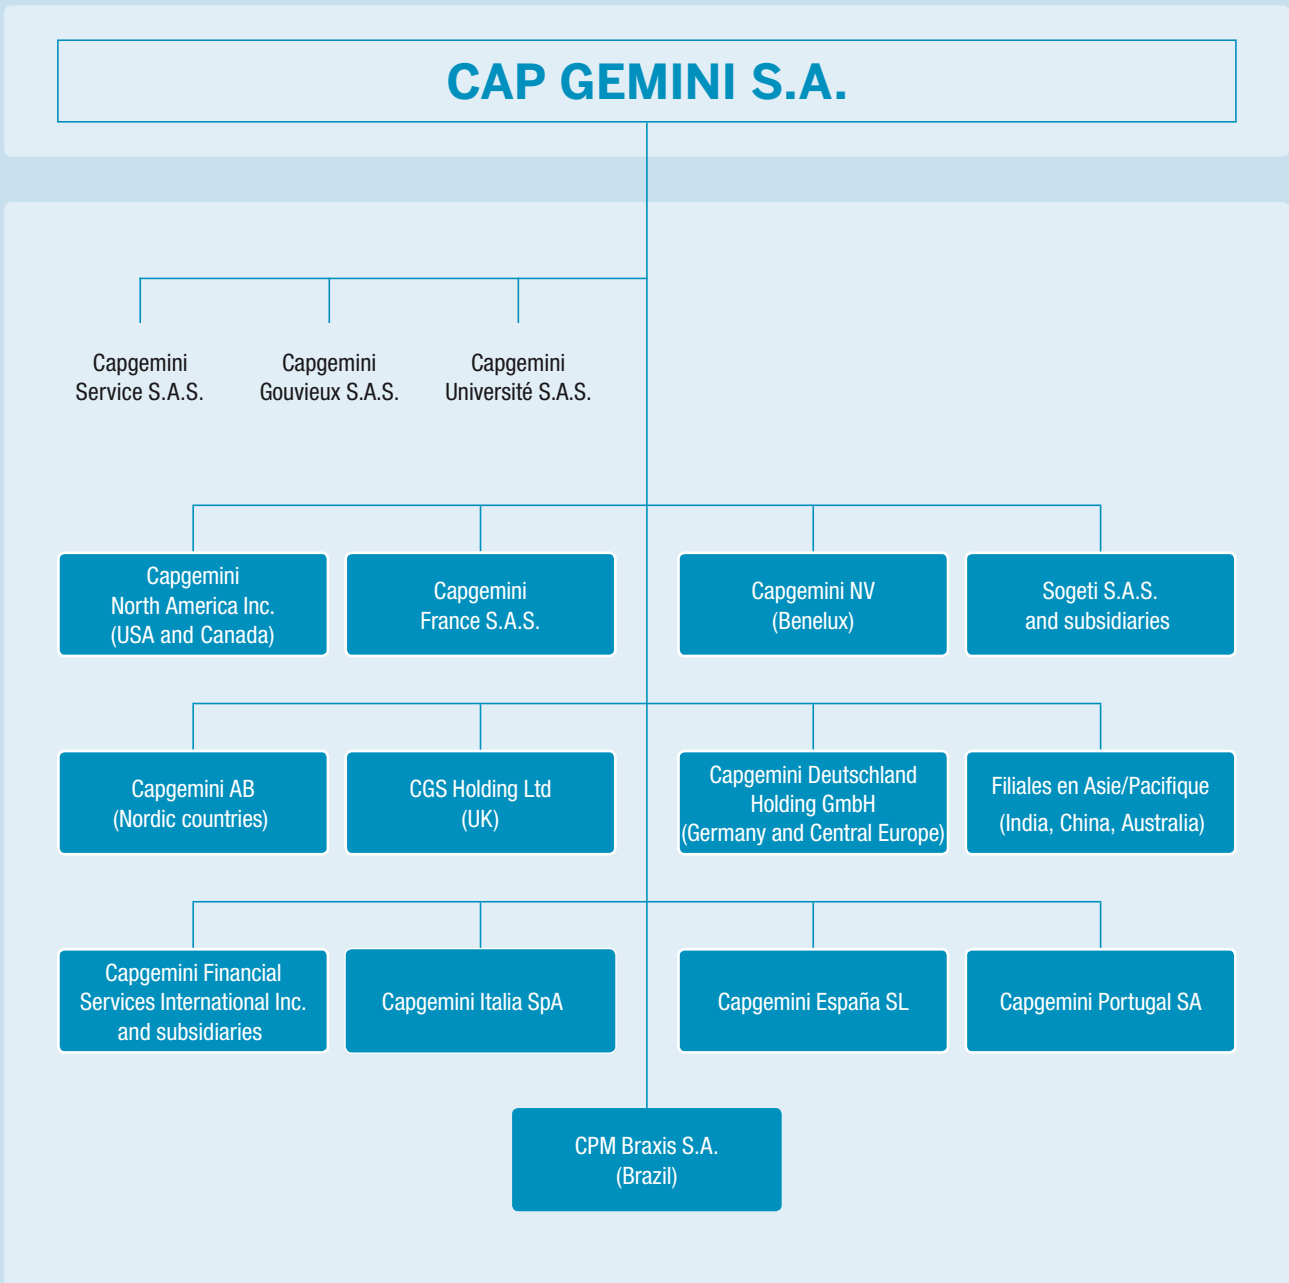 CAP GEMINI S.A.
Capgemini
Service S.A.S.
Capgemini
Gouvieux S.A.S.
Capgemini
Université S.A.S.
Capgemini
North America Inc.
(USA and Canada)
Capgemini
France S.A.S.
Capgemini NV
(Benelux)
Sogeti S.A.S.
and subsidiaries
Capgemini AB
(Nordic countries)
CGS Holding Ltd
(UK)
Capgemini Deutschland
Holding GmbH
(Germany and Central Europe)
Filiales en Asie/Pacifique
(India, China, Australia)
Capgemini Financial
Services International Inc.
and subsidiaries
Capgemini Italia SpA
Capgemini España SL
Capgemini Portugal SA
CPM Braxis S.A.
(Brazil)